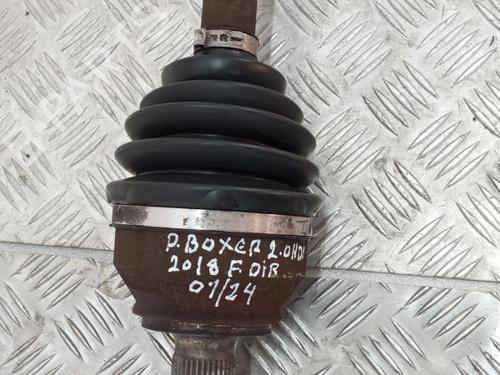 P. BOXER 2.0HDI
2018 F. DIR
07/24